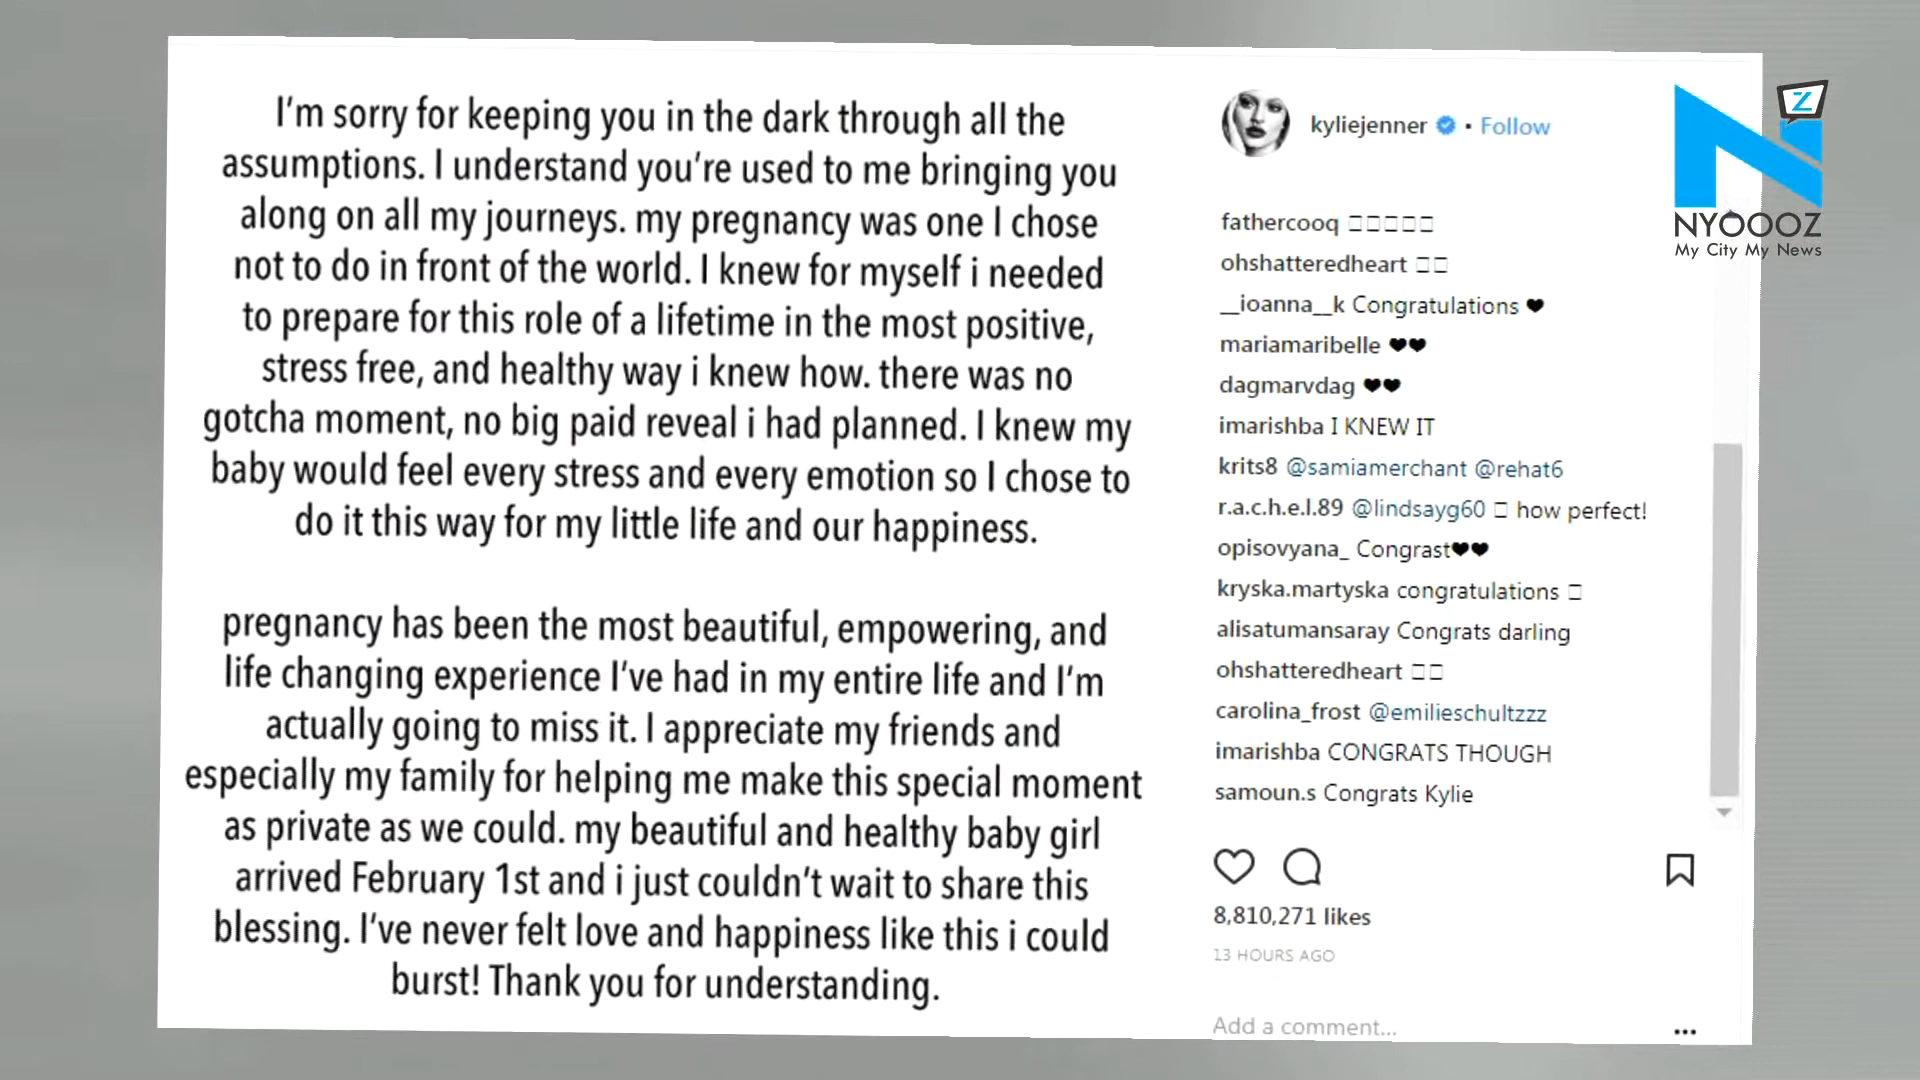 I'm sorry for keeping you in the dark through all the
assumptions. I understand you're used to me bringing you
along on all my journeys. my pregnancy was one I chose
not to do in front of the world. I knew for myself i needed
to prepare for this role of a lifetime in the most positive,
stress free, and healthy way i knew how. there was no
gotcha moment, no big paid reveal i had planned. I knew my
baby would feel every stress and every emotion so I chose to
do it this way for my little life and our happiness.
pregnancy has been the most beautiful, empowering, and
life changing experience I've had in my entire life and I'm
actually going to miss it. I appreciate my friends and
especially my family for helping me make this special moment
as private as we could. my beautiful and healthy baby girl
arrived February 1st and i just couldn't wait to share this
blessing. I've never felt love and happiness like this i could
burst! Thank you for understanding.
kyliejenner • Follow
fathercooq □□□□□
ohshatteredheart □□
__ioanna__k Congratulations ❤
mariamaribelle ❤❤
dagmarvdag ❤❤
imarishba I KNEW IT
krits8 @samiamerchant @rehat6
r.a.c.h.e.l.89 @lindsayg60 □ how perfect!
opisovyana_ Congrast❤❤
kryska.martyska congratulations □
alisatumansaray Congrats darling
ohshatteredheart □□
carolina_frost @emilieschultzzz
imarishba CONGRATS THOUGH
samoun.s Congrats Kylie
8,810,271 likes
13 HOURS AGO
Add a comment...
Z
NYOOOZ
My City My News